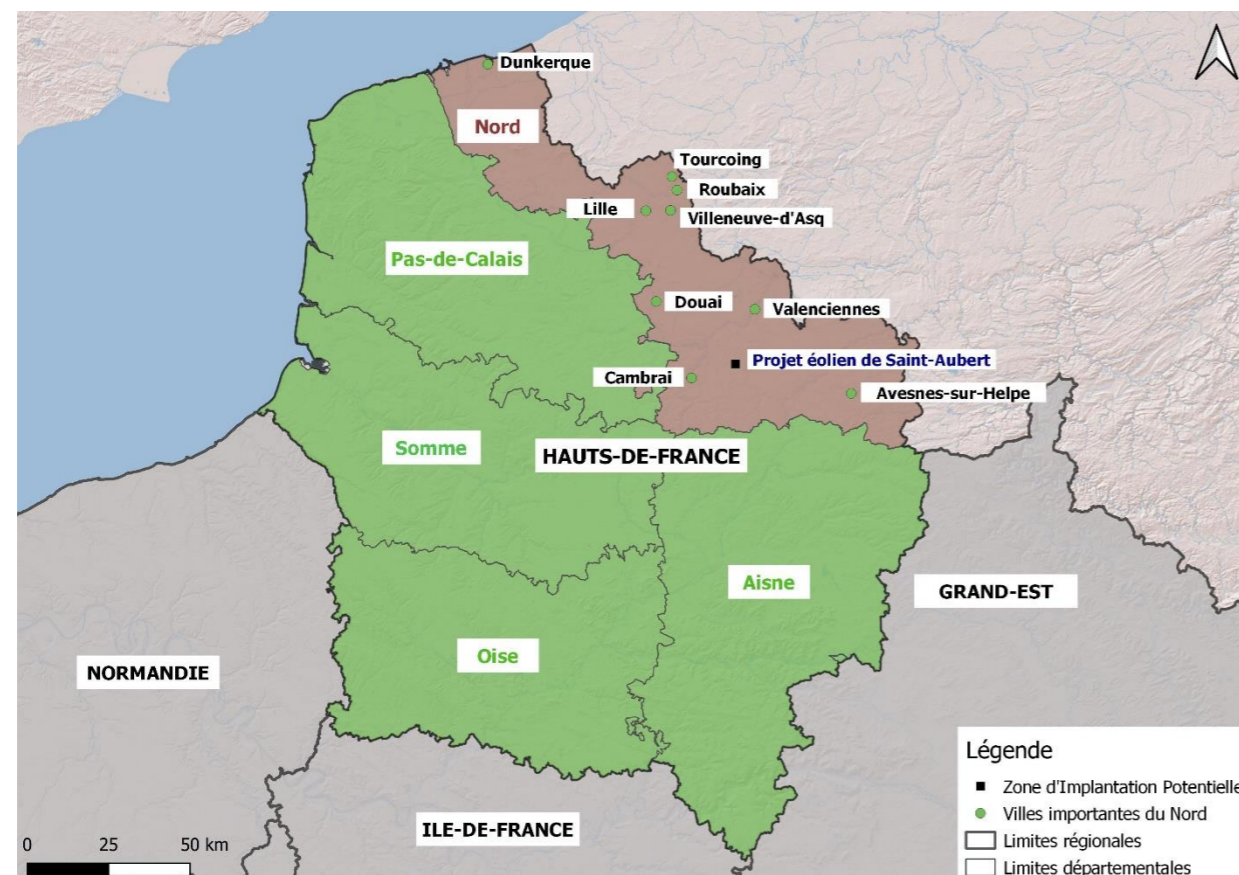 Dunkerque
Nord
Tourcoing
Roubaix
Lille
Villeneuve-d'Asq
Pas-de-Calais
Douai
Valenciennes
Projet éolien de Saint-Aubert
Cambrai
Avesnes-sur-Helpe
Somme
HAUTS-DE-FRANCE
Aisne
GRAND-EST
Oise
NORMANDIE
ILE-DE-FRANCE
Légende
Zone d'Implantation Potentielle
Villes importantes du Nord
Limites régionales
Limites départementales
0 25 50 km